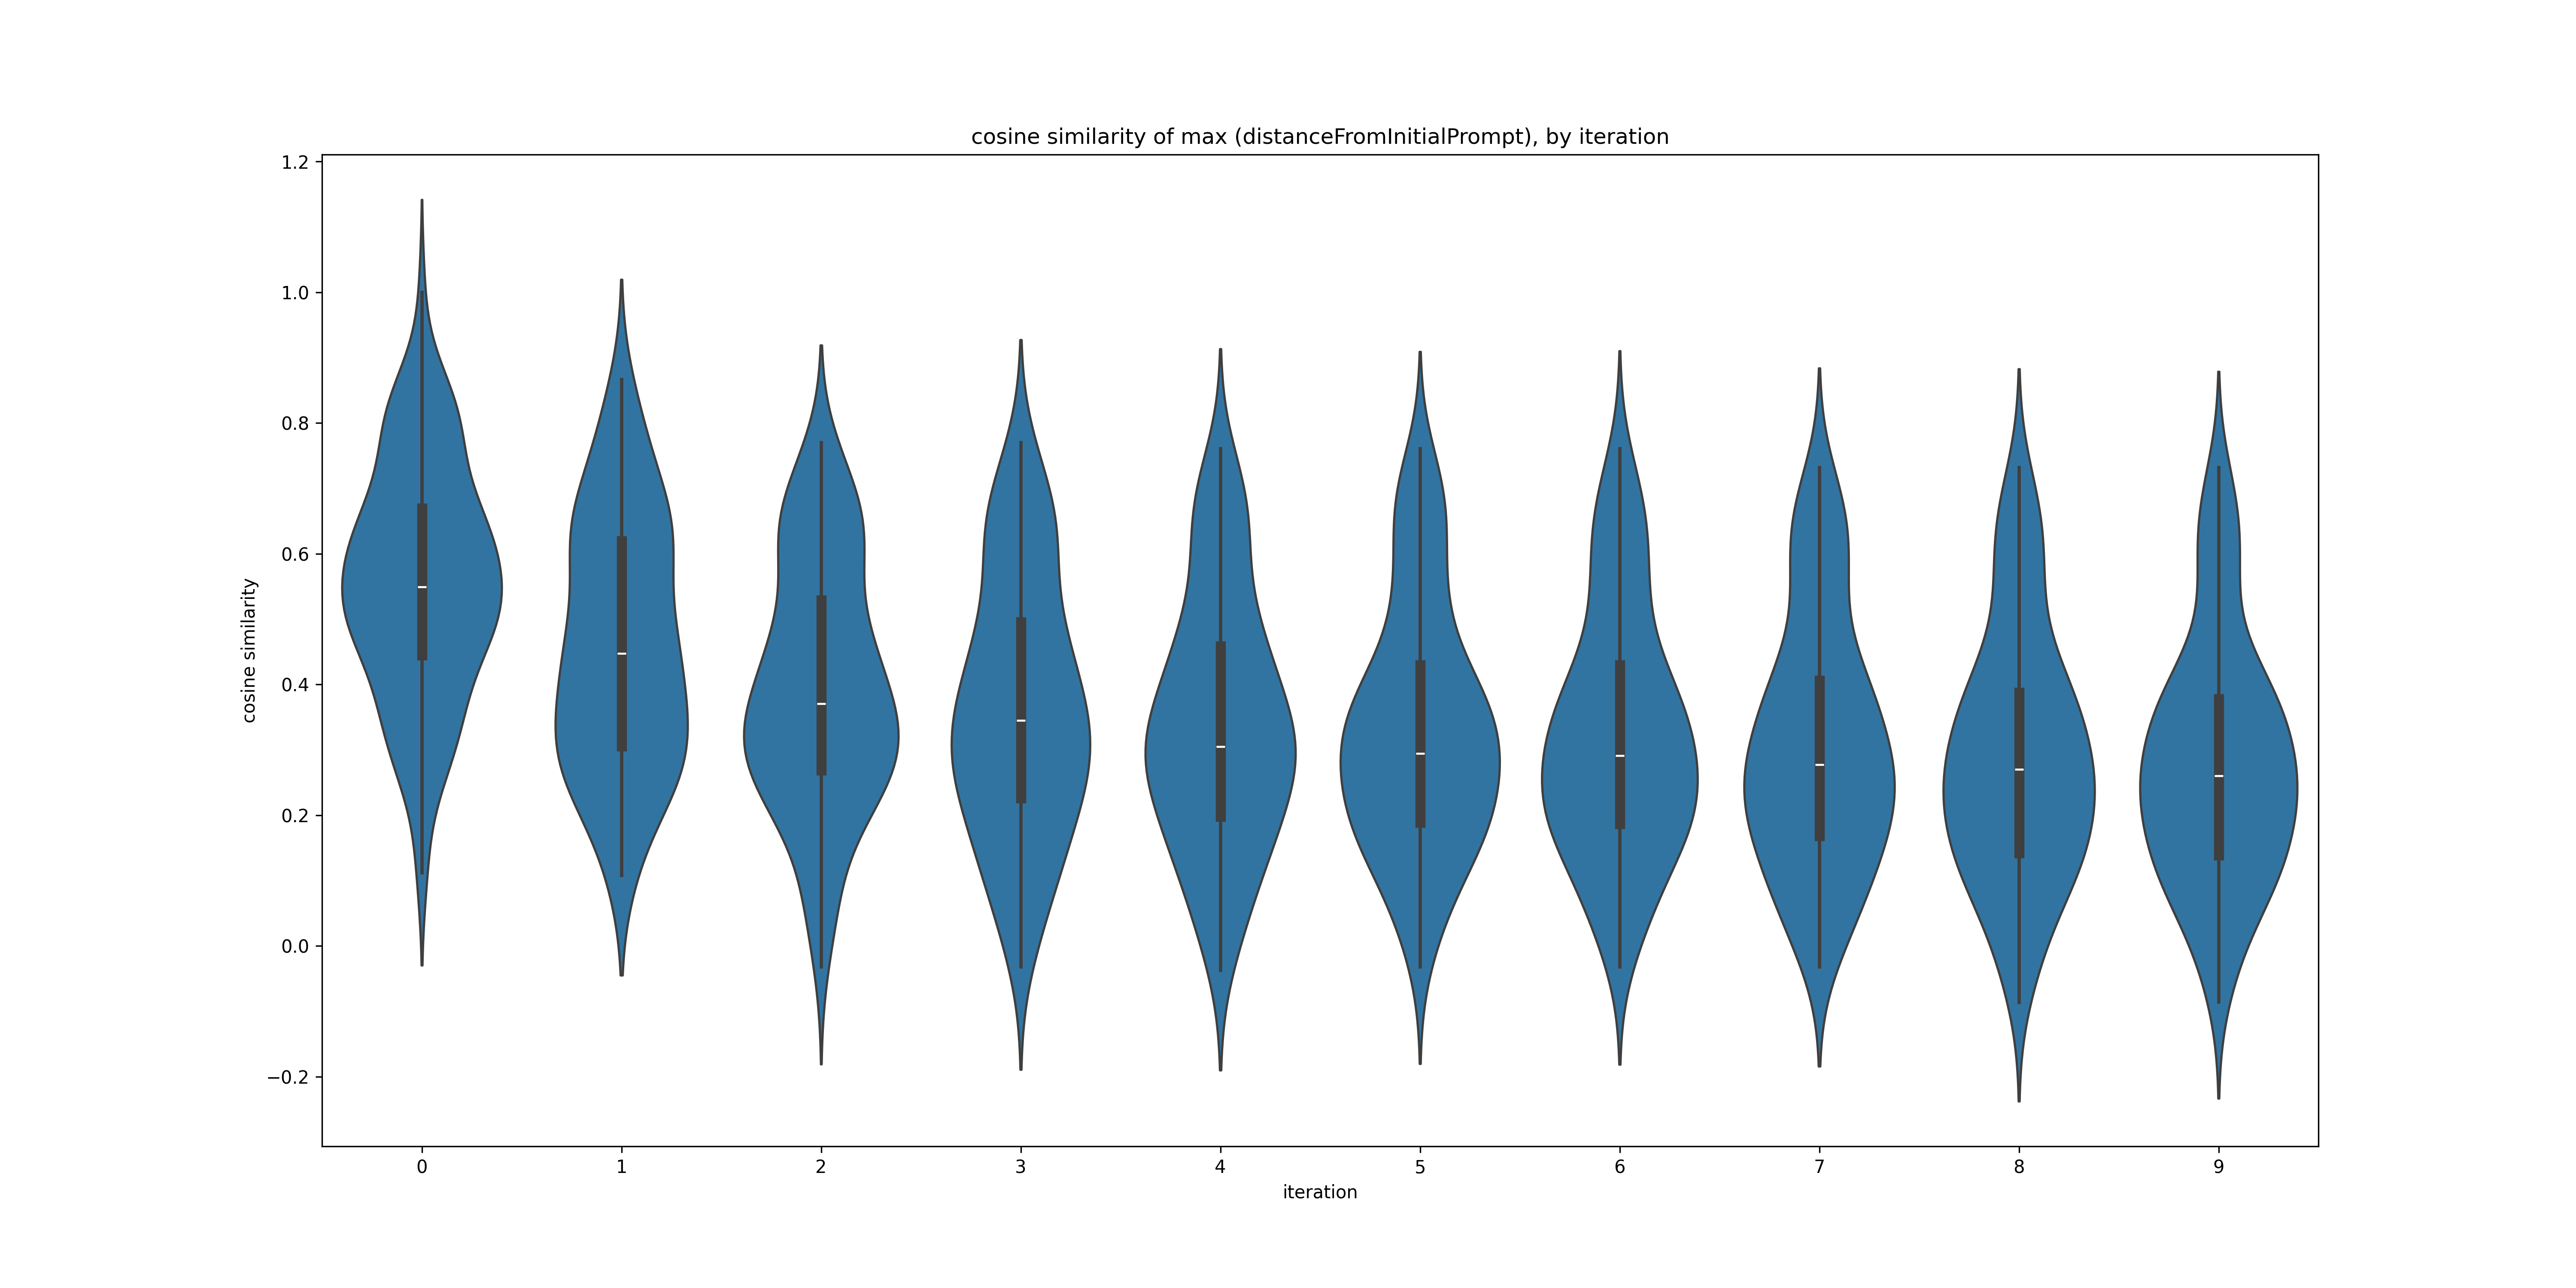 cosine similarity of max (distanceFromInitialPrompt), by iteration
1.2
1.0
0.8
0.6
0.4
0.2
0.0
−0.2
cosine similarity
0 1 2 3 4 5 6 7 8 9
iteration